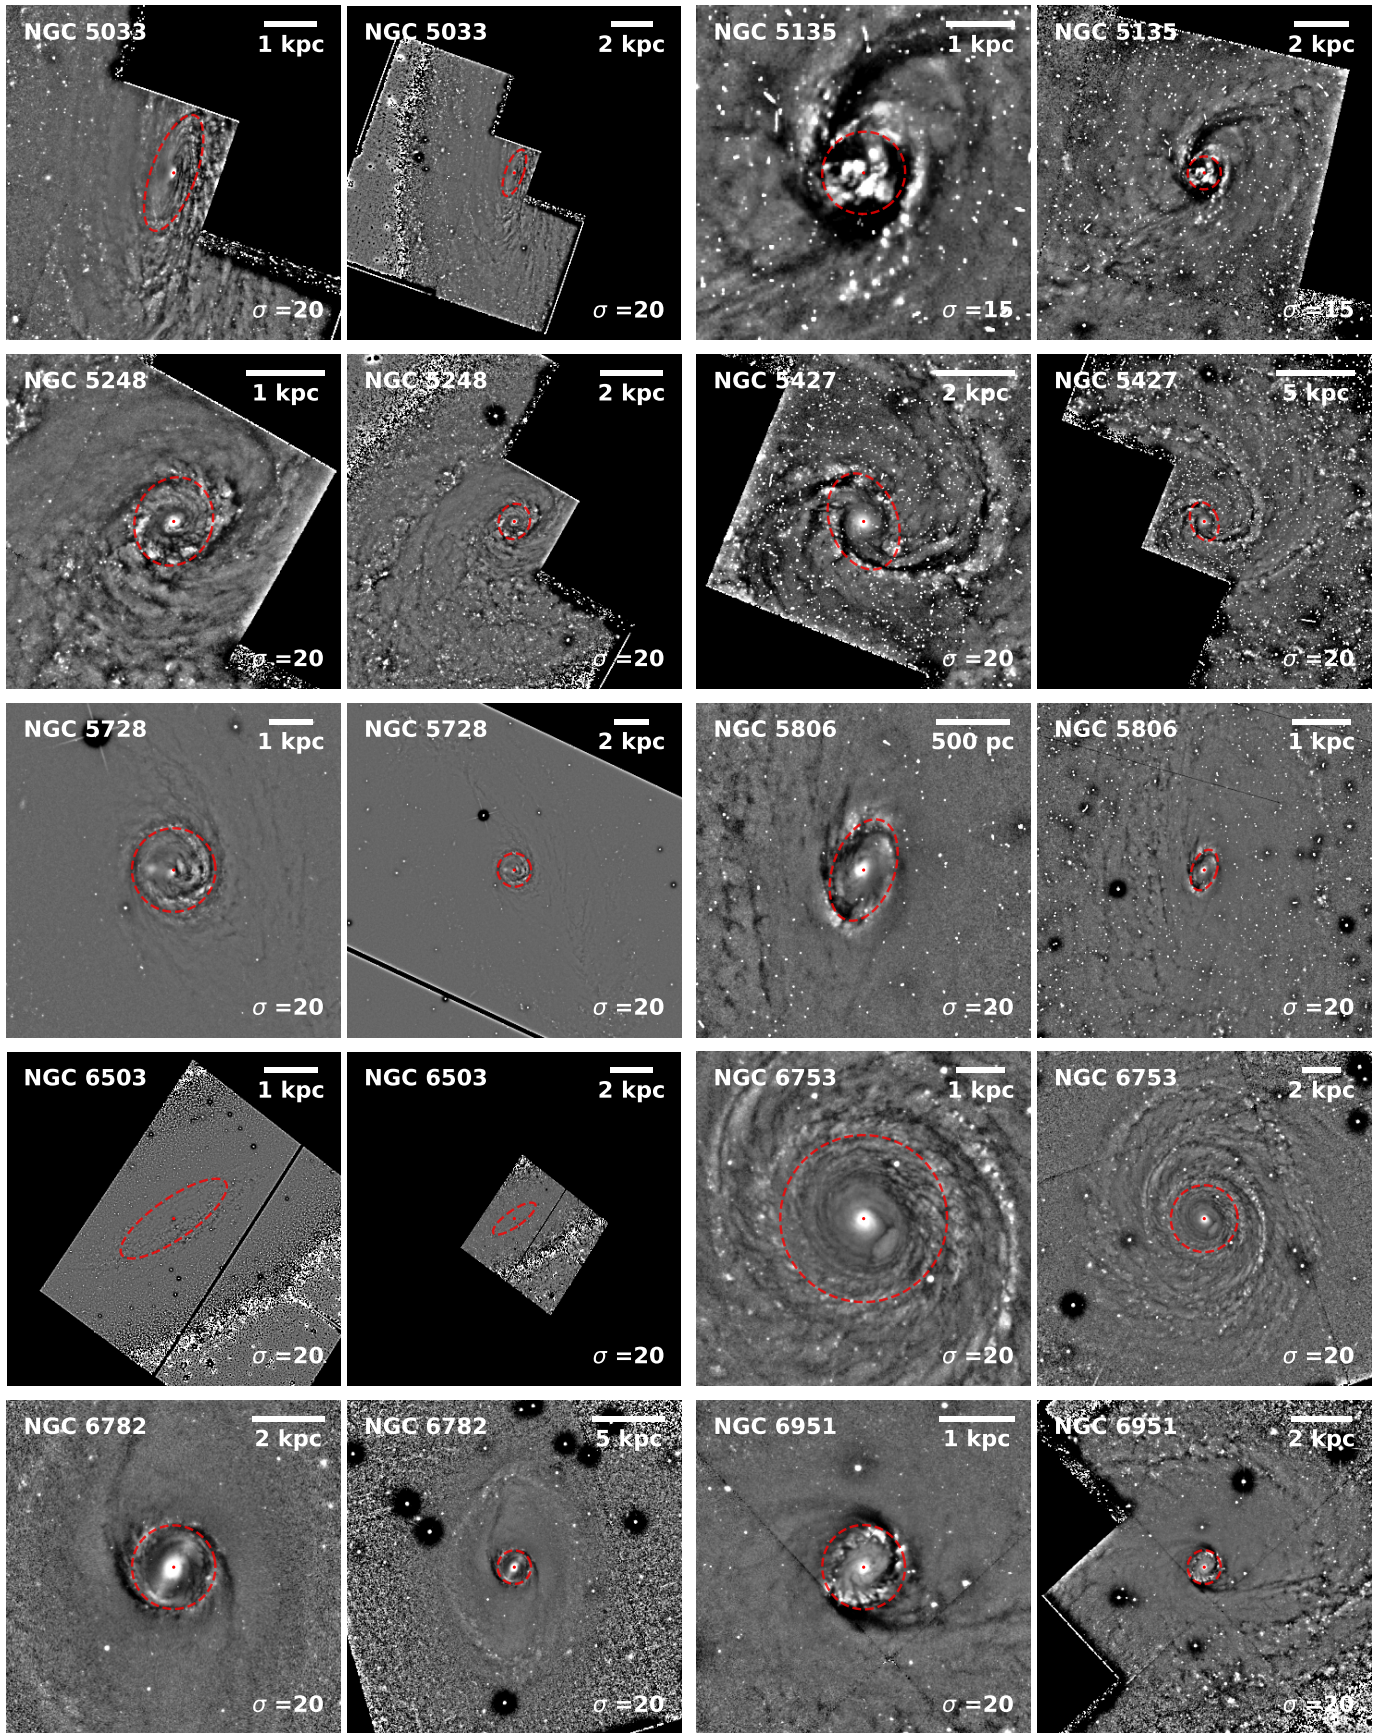 NGC 5033
1 kpc
σ =20
NGC 5033
2 kpc
σ =20
NGC 5135
1 kpc
σ =15
NGC 5135
2 kpc
σ =15
NGC 5248
1 kpc
σ =20
NGC 5248
2 kpc
σ =20
NGC 5427
2 kpc
σ =20
NGC 5427
5 kpc
σ =20
NGC 5728
1 kpc
σ =20
NGC 5728
2 kpc
σ =20
NGC 5806
500 pc
σ =20
NGC 5806
1 kpc
σ =20
NGC 6503
1 kpc
σ =20
NGC 6503
2 kpc
σ =20
NGC 6753
1 kpc
σ =20
NGC 6753
2 kpc
σ =20
NGC 6782
2 kpc
σ =20
NGC 6782
5 kpc
σ =20
NGC 6951
1 kpc
σ =20
NGC 6951
2 kpc
σ =20